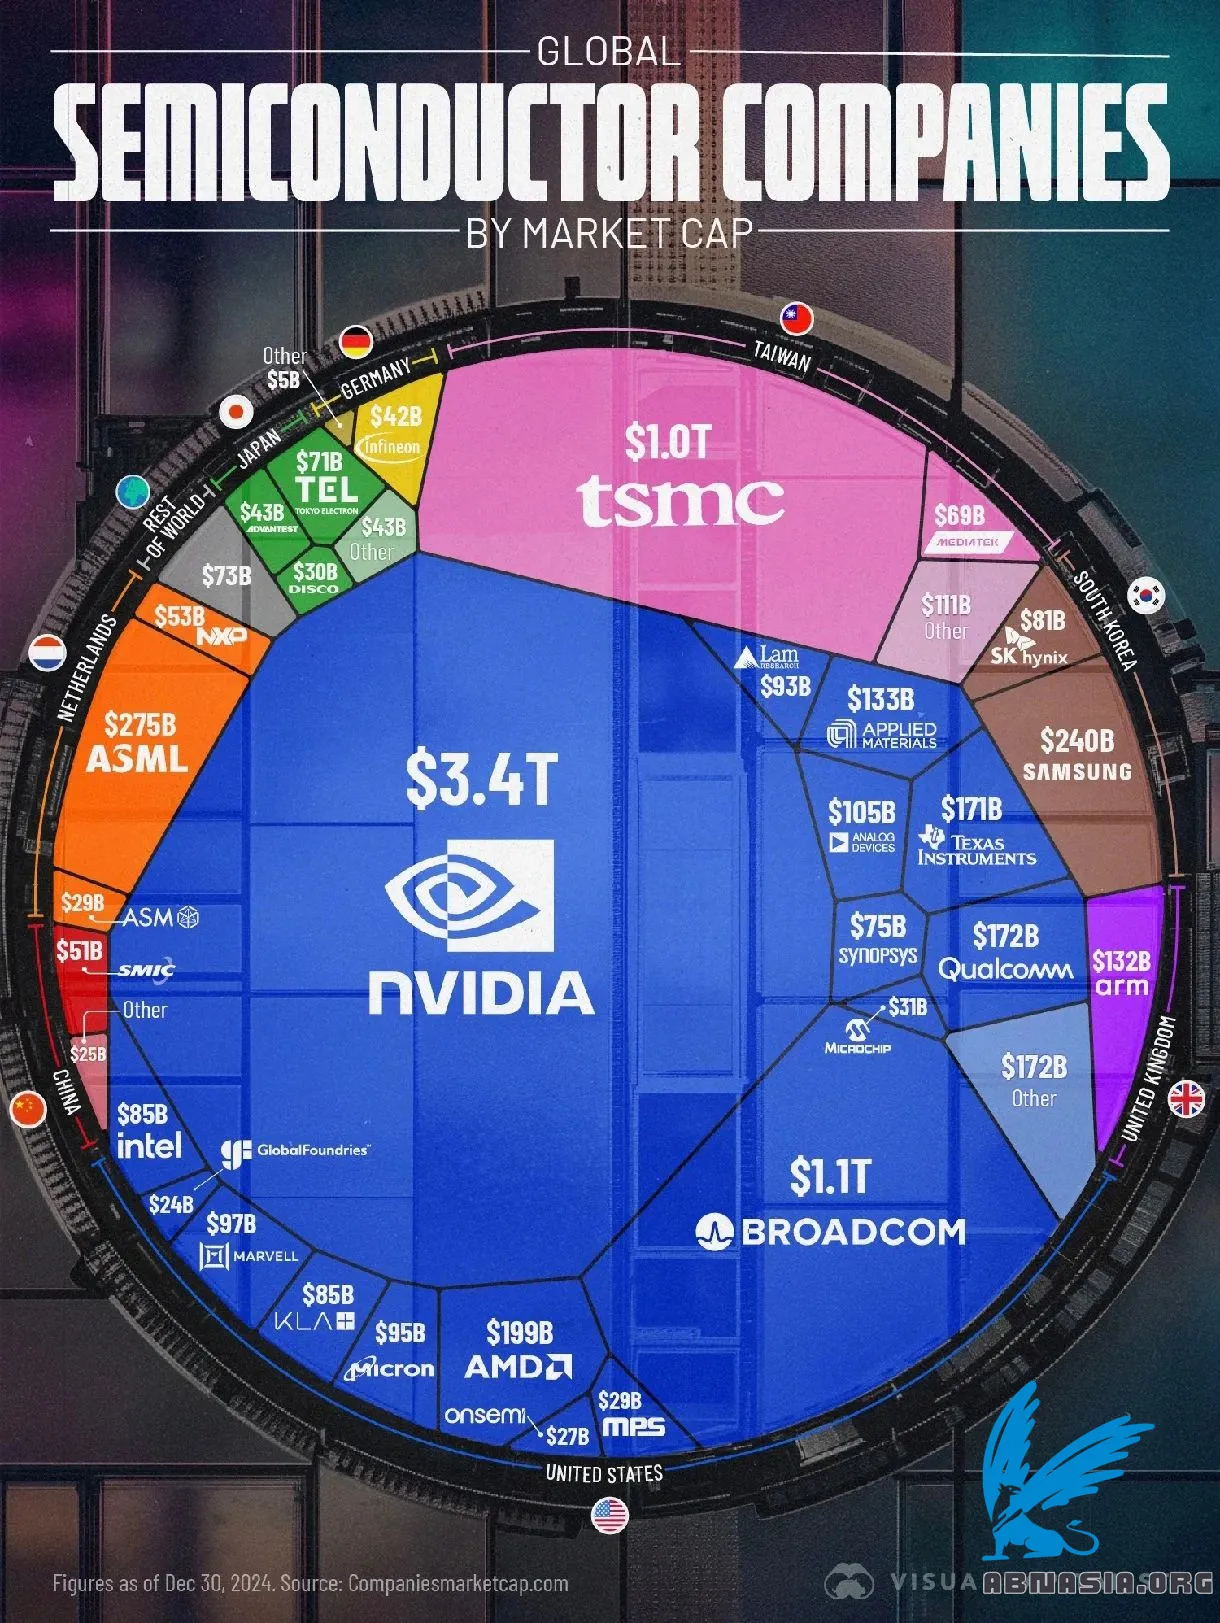 GLOBAL
SEMICONDUCTOR COMPANIES
BY MARKET CAP
TAIWAN
$1.0T
tsmc
$69B
MEDIATEK
$111B
Other
SOUTH KOREA
$81B
SK hynix
$240B
SAMSUNG
UNITED KINGDOM
$132B
arm
GERMANY
Other
$5B
$42B
Infineon
JAPAN
$71B
TEL
TOKYO ELECTRON
$43B
ADVANTEST
$43B
Other
$30B
DISCO
REST
OF WORLD
$73B
NETHERLANDS
$53B
NXP
$275B
ASML
$29B
ASM
CHINA
$51B
SMIC
Other
$25B
$3.4T
NVIDIA
Lam
RESEARCH
$93B
$133B
APPLIED
MATERIALS
$105B
ANALOG
DEVICES
$171B
TEXAS
INSTRUMENTS
$75B
SYNOPSYS
$172B
Qualcomm
$31B
MICROCHIP
$172B
Other
$1.1T
BROADCOM
$85B
intel
GlobalFoundries™
$24B
$97B
MARVELL
$85B
KLA
$95B
Micron
$199B
AMD
onsemi
$27B
$29B
MPS
UNITED STATES
Figures as of Dec 30, 2024. Source: Companiesmarketcap.com
VISUA
ABNASIA.ORG